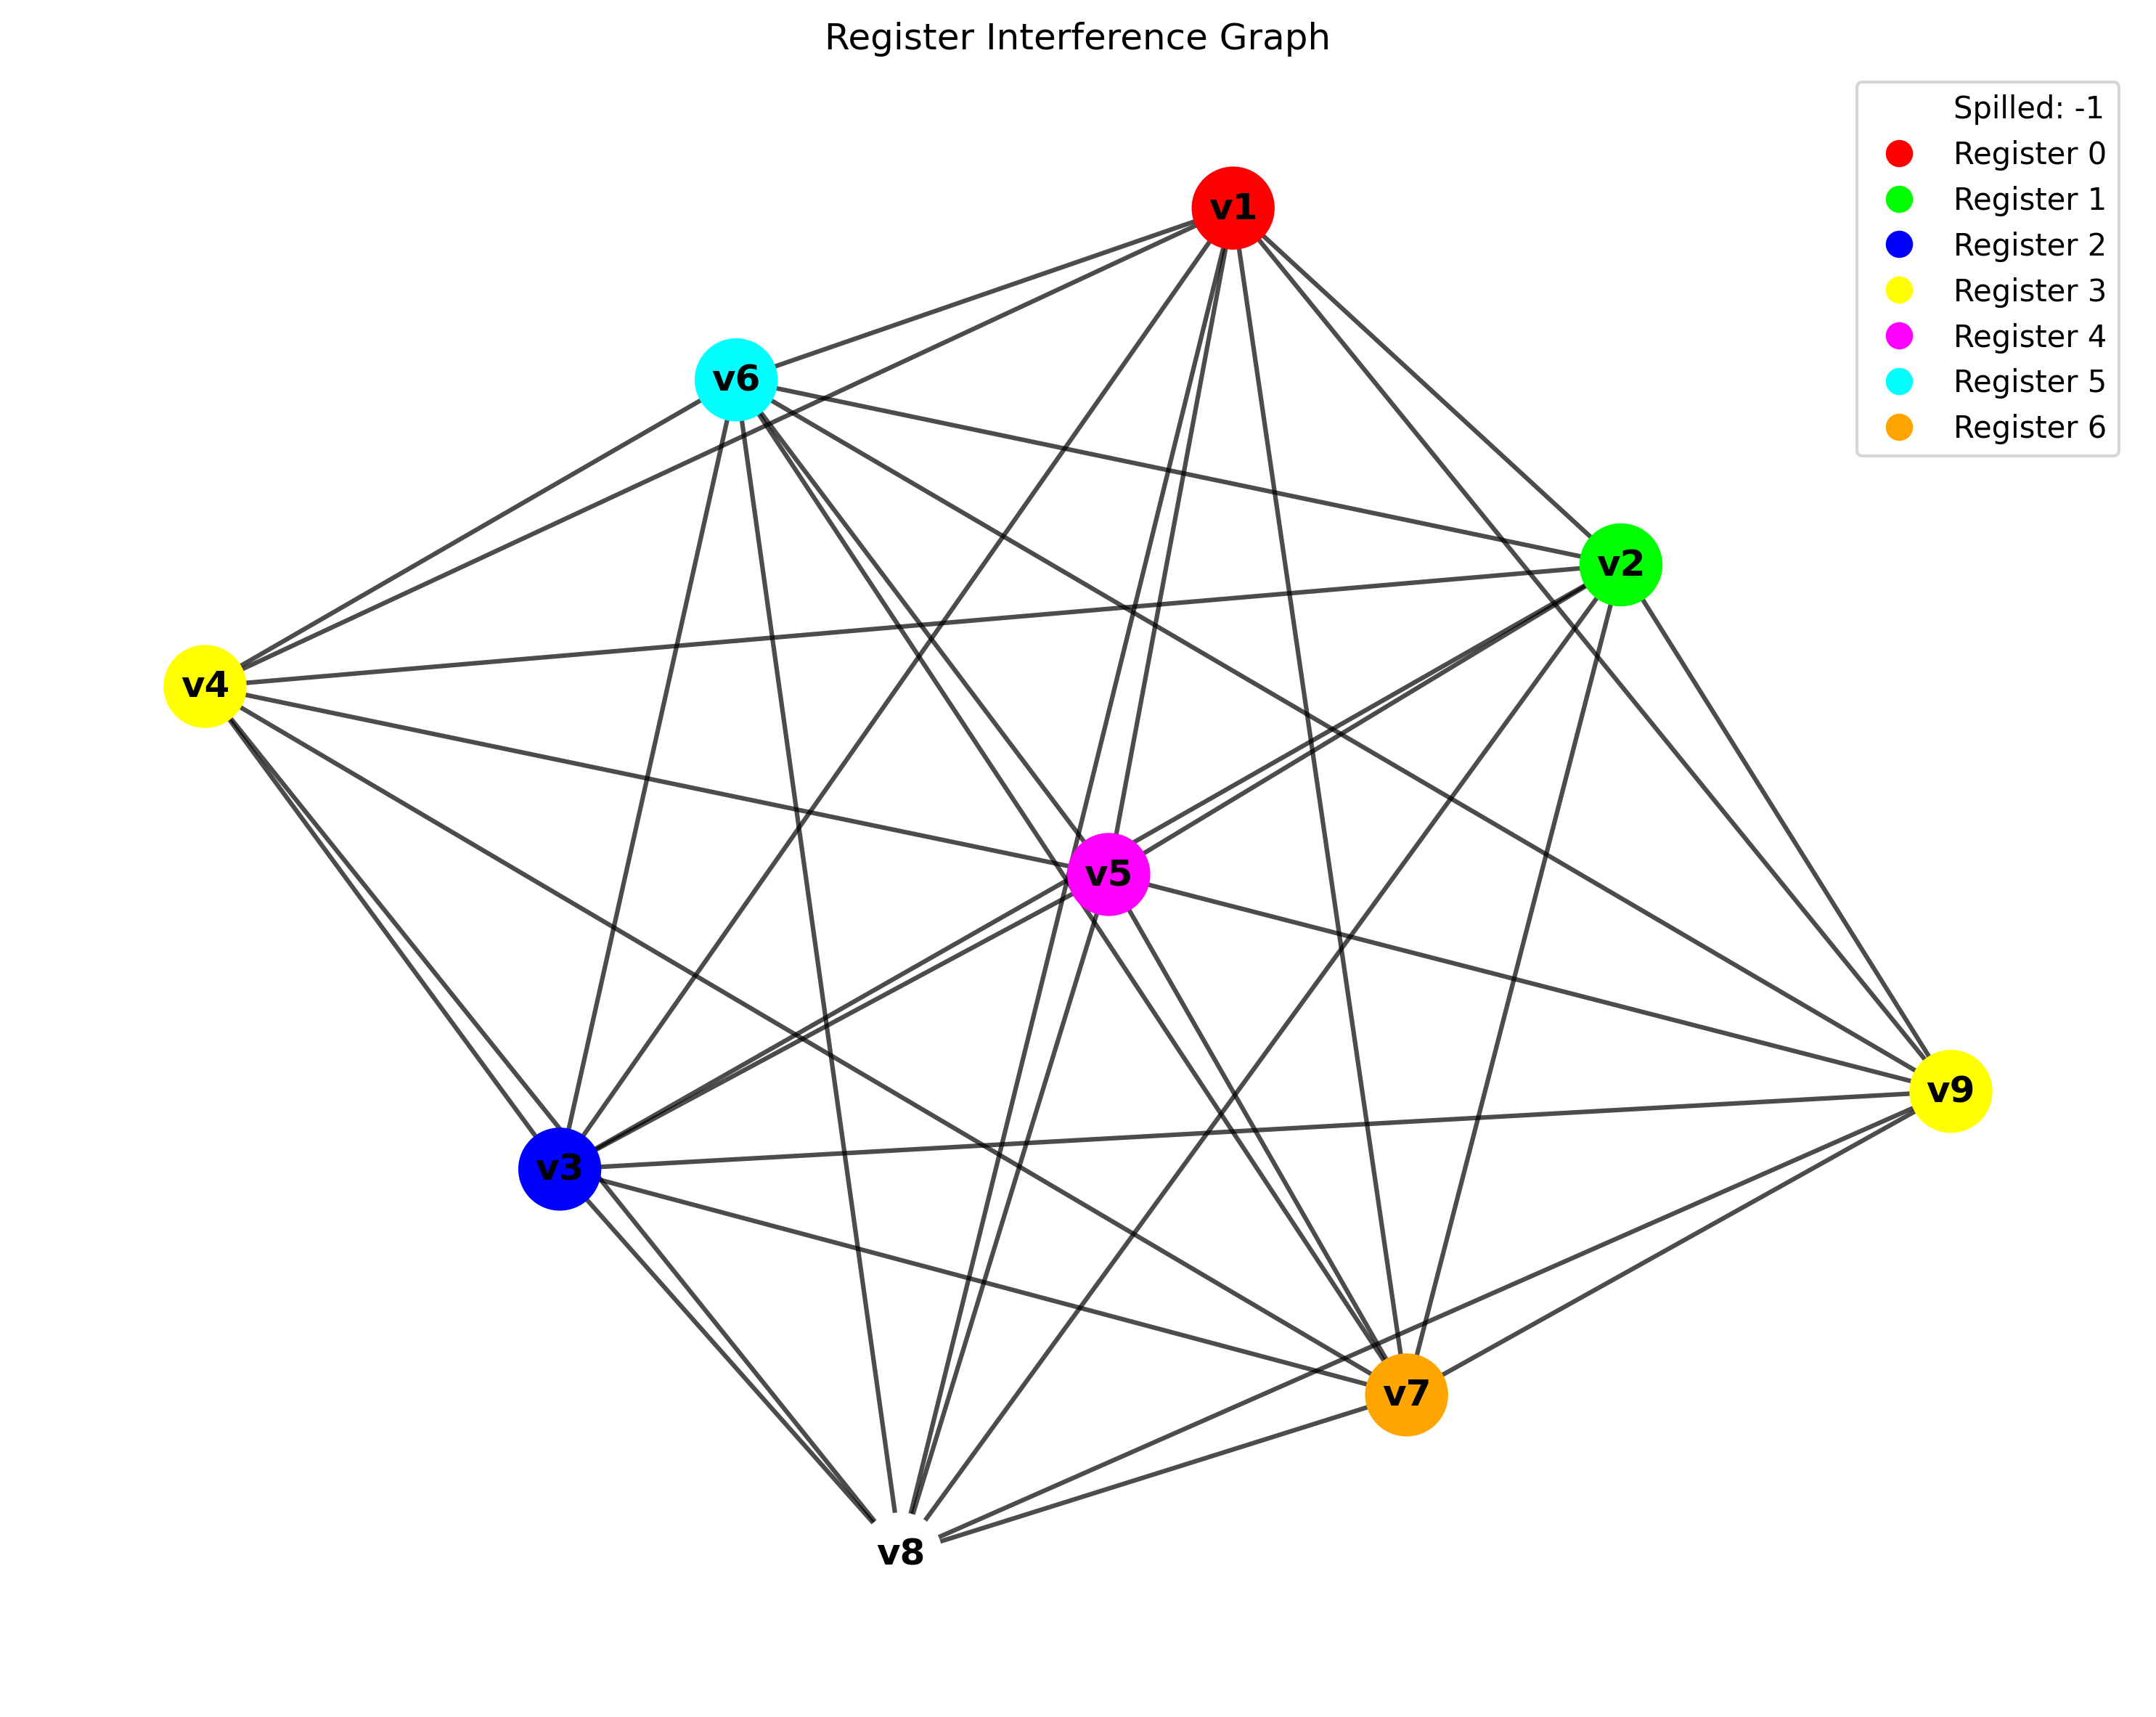 Register Interference Graph
Spilled: -1
Register 0
Register 1
Register 2
Register 3
Register 4
Register 5
Register 6
v1
v6
v2
v4
v5
v9
v3
v7
v8